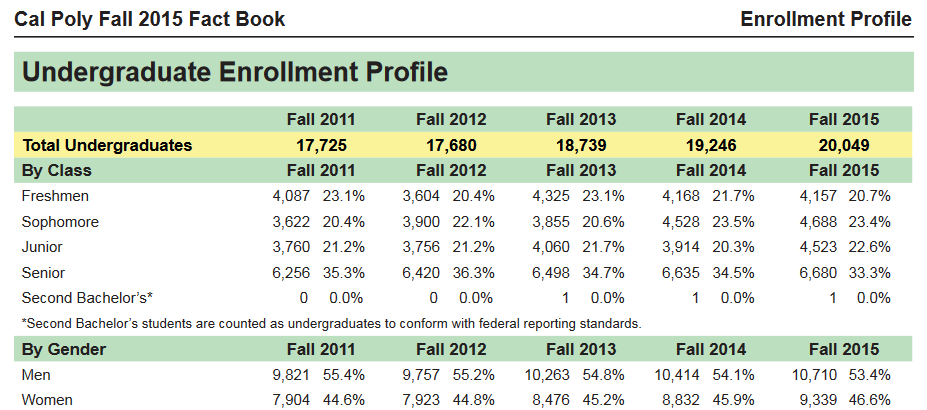 Cal Poly Fall 2015 Fact Book Enrollment Profile
Undergraduate Enrollment Profile
Fall 2011 Fall 2012 Fall 2013 Fall 2014 Fall 2015
Total Undergraduates 17,725 17,680 18,739 19,246 20,049
By Class
Freshmen 4,087 23.1% 3,604 20.4% 4,325 23.1% 4,168 21.7% 4,157 20.7%
Sophomore 3,622 20.4% 3,900 22.1% 3,855 20.6% 4,528 23.5% 4,688 23.4%
Junior 3,760 21.2% 3,756 21.2% 4,060 21.7% 3,914 20.3% 4,523 22.6%
Senior 6,256 35.3% 6,420 36.3% 6,498 34.7% 6,635 34.5% 6,680 33.3%
Second Bachelor’s* 0 0.0% 0 0.0% 1 0.0% 1 0.0% 1 0.0%
*Second Bachelor’s students are counted as undergraduates to conform with federal reporting standards.
By Gender Fall 2011 Fall 2012 Fall 2013 Fall 2014 Fall 2015
Men 9,821 55.4% 9,757 55.2% 10,263 54.8% 10,414 54.1% 10,710 53.4%
Women 7,904 44.6% 7,923 44.8% 8,476 45.2% 8,832 45.9% 9,339 46.6%